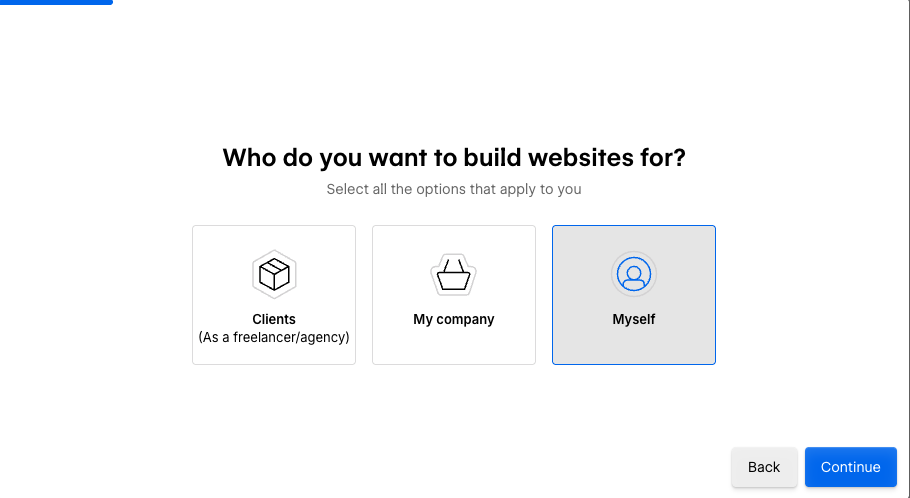 Who do you want to build websites for?
Select all the options that apply to you
Clients
(As a freelancer/agency)
My company
Myself
Back
Continue